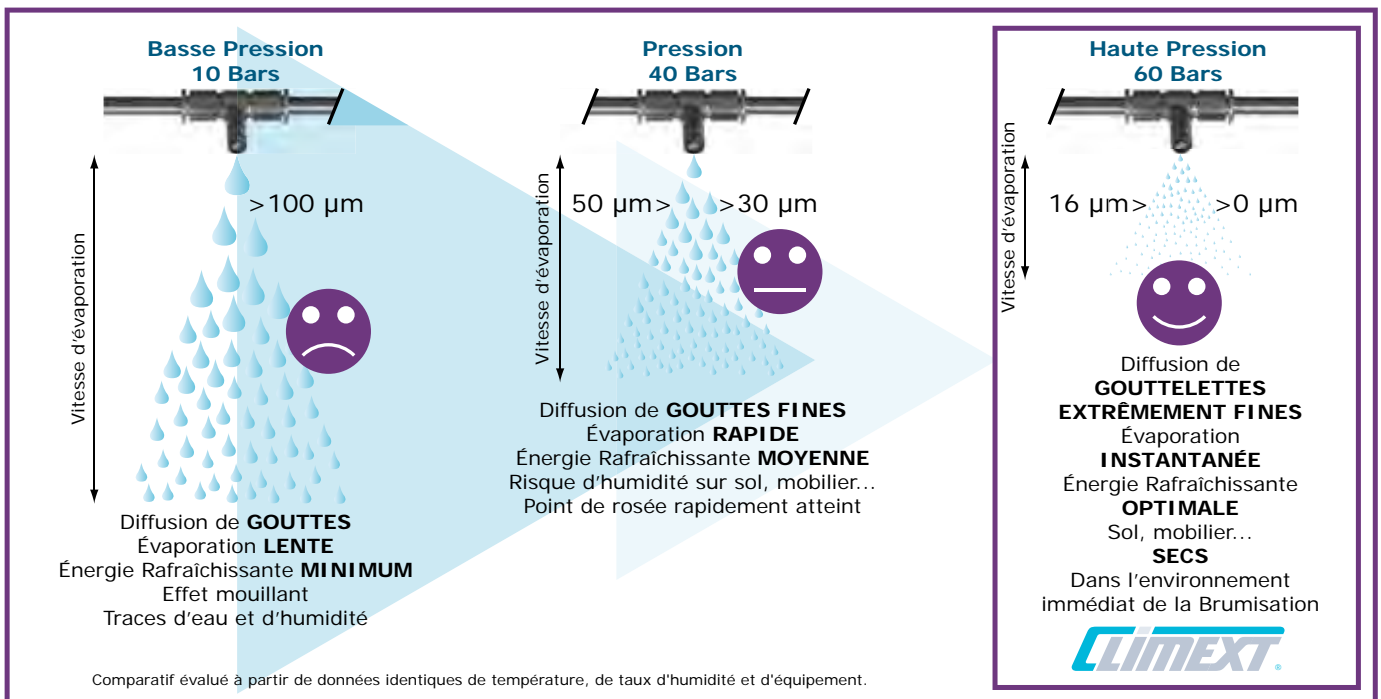 Basse Pression
10 Bars
Vitesse d'évaporation
>100 µm
Diffusion de GOUTTES
Évaporation LENTE
Énergie Rafraîchissante MINIMUM
Effet mouillant
Traces d'eau et d'humidité
Pression
40 Bars
Vitesse d'évaporation
50 µm> >30 µm
Diffusion de GOUTTES FINES
Évaporation RAPIDE
Énergie Rafraîchissante MOYENNE
Risque d'humidité sur sol, mobilier...
Point de rosée rapidement atteint
Haute Pression
60 Bars
Vitesse d'évaporation
16 µm> >0 µm
Diffusion de
GOUTTELETTES
EXTRÊMEMENT FINES
Évaporation
INSTANTANÉE
Énergie Rafraîchissante
OPTIMALE
Sol, mobilier...
SECS
Dans l'environnement
immédiat de la Brumisation
CLIMEXT®
Comparatif évalué à partir de données identiques de température, de taux d'humidité et d'équipement.